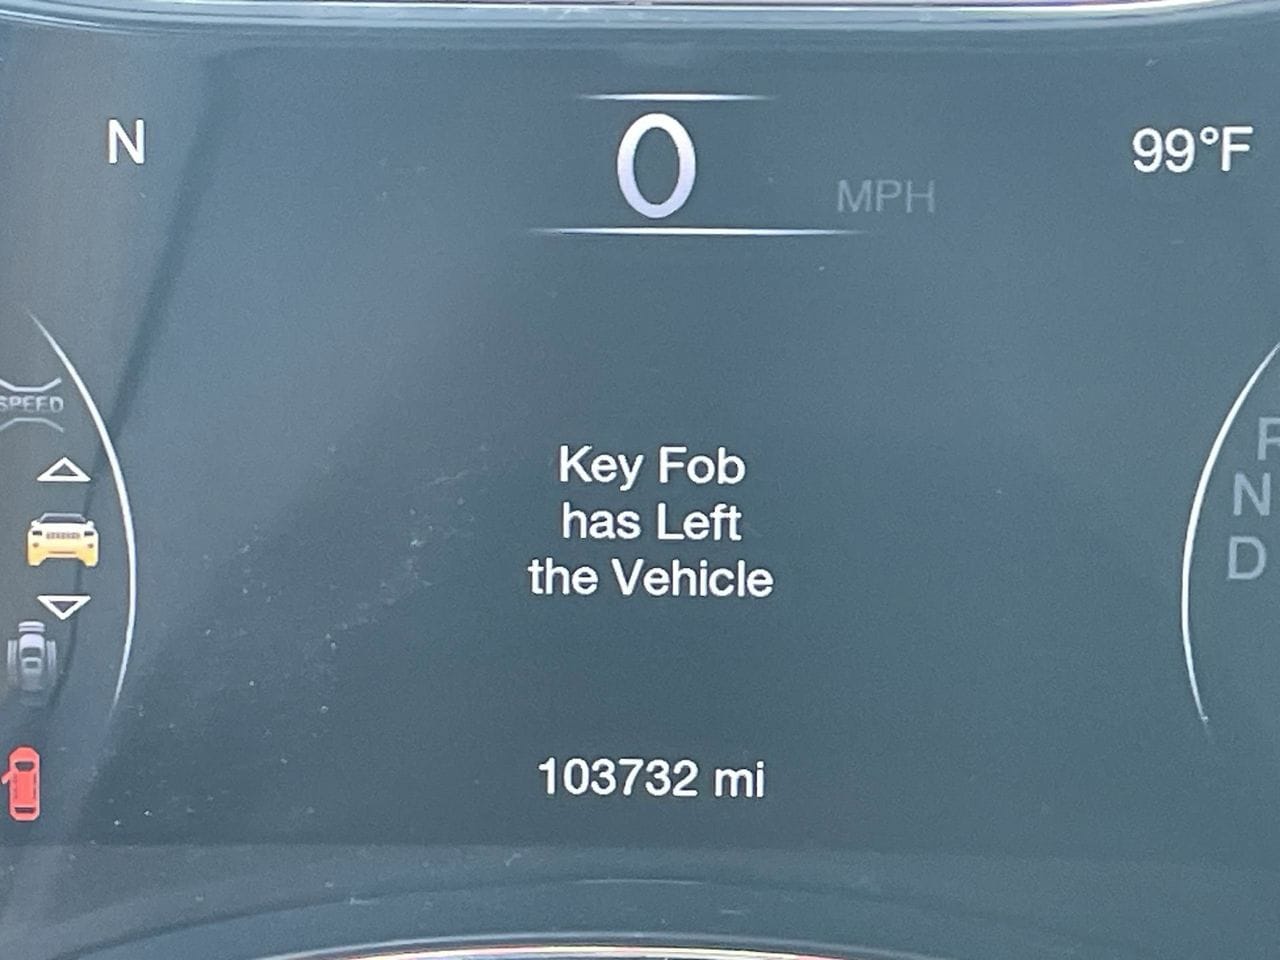 N
0
MPH
99°F
SPEED
Key Fob
has Left
the Vehicle
N
D
103732 mi